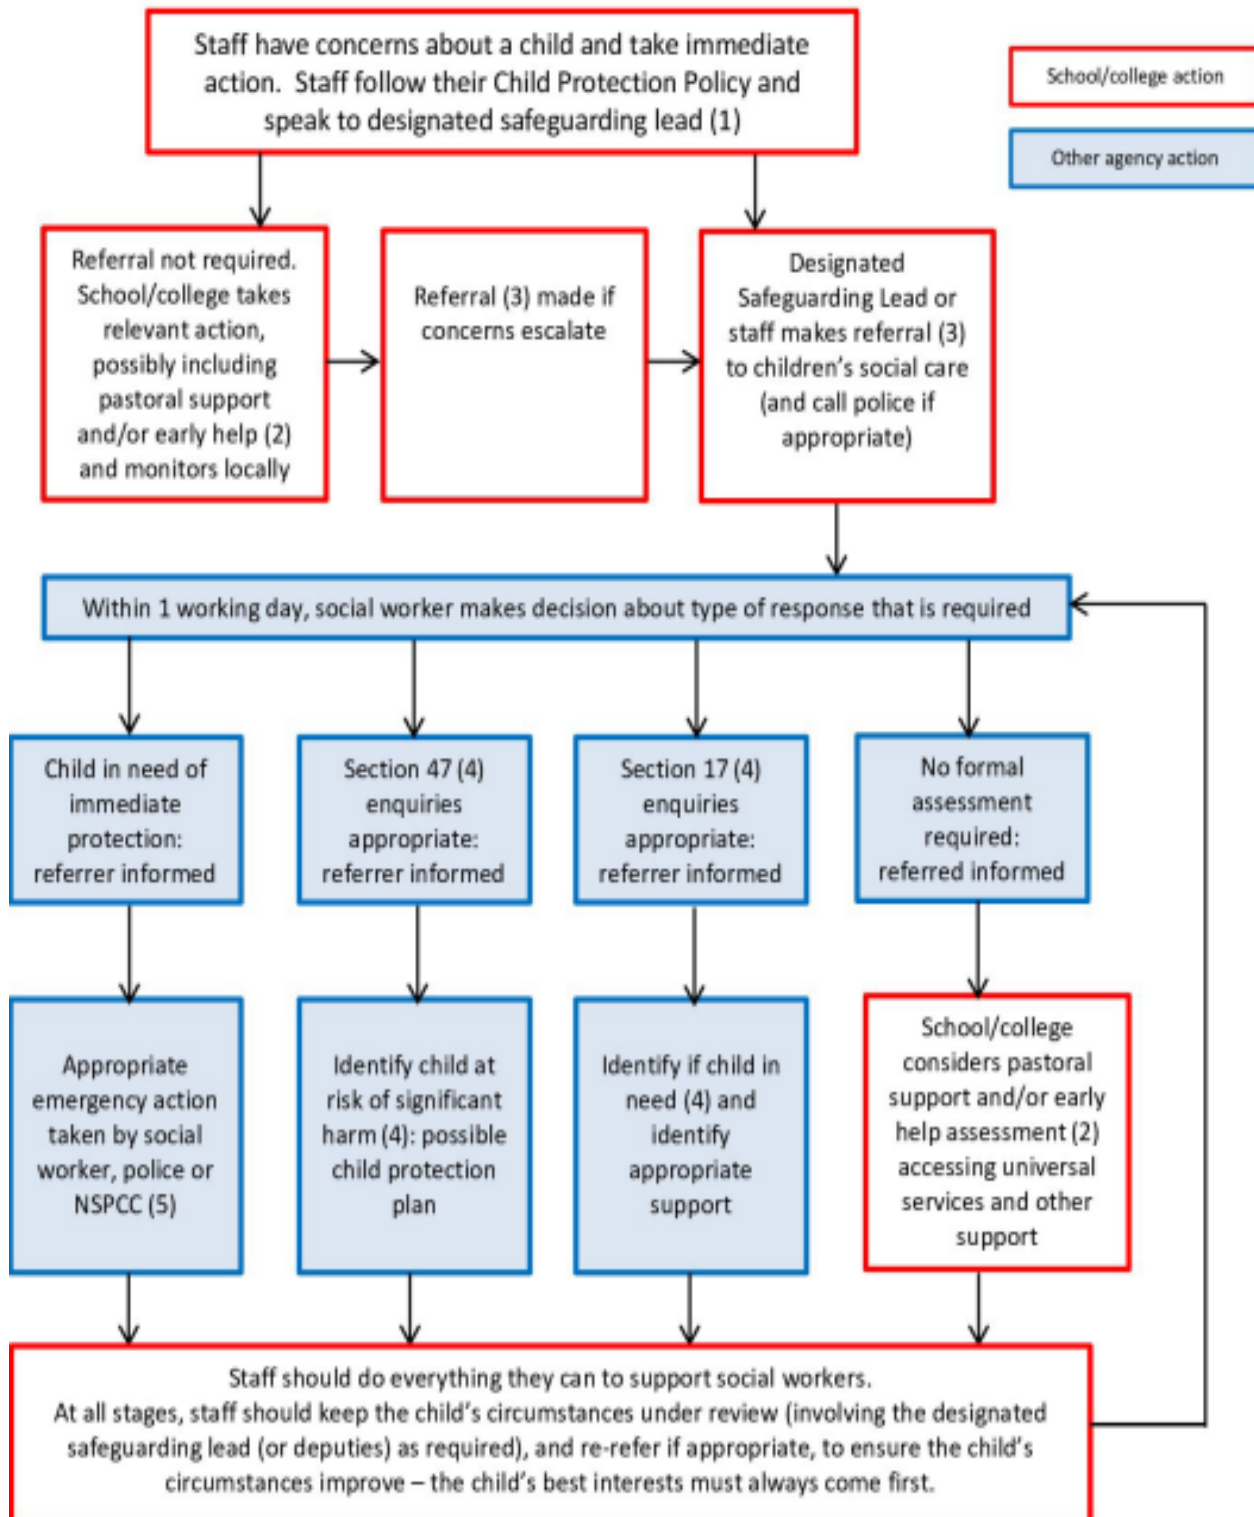 Staff have concerns about a child and take immediate
action. Staff follow their Child Protection Policy and
speak to designated safeguarding lead (1)
School/college action
Other agency action
Referral not required.
School/college takes
relevant action,
possibly including
pastoral support
and/or early help (2)
and monitors locally
Referral (3) made if
concerns escalate
Designated
Safeguarding Lead or
staff makes referral (3)
to children's social care
(and call police if
appropriate)
Within 1 working day, social worker makes decision about type of response that is required
Child in need of
immediate
protection:
referrer informed
Section 47 (4)
enquiries
appropriate:
referrer informed
Section 17 (4)
enquiries
appropriate:
referrer informed
No formal
assessment
required:
referred informed
Appropriate
emergency action
taken by social
worker, police or
NSPCC (5)
Identify child at
risk of significant
harm (4): possible
child protection
plan
Identify if child in
need (4) and
identify
appropriate
support
School/college
considers pastoral
support and/or early
help assessment (2)
accessing universal
services and other
support
Staff should do everything they can to support social workers.
At all stages, staff should keep the child's circumstances under review (involving the designated
safeguarding lead (or deputies) as required), and re-refer if appropriate, to ensure the child's
circumstances improve – the child's best interests must always come first.